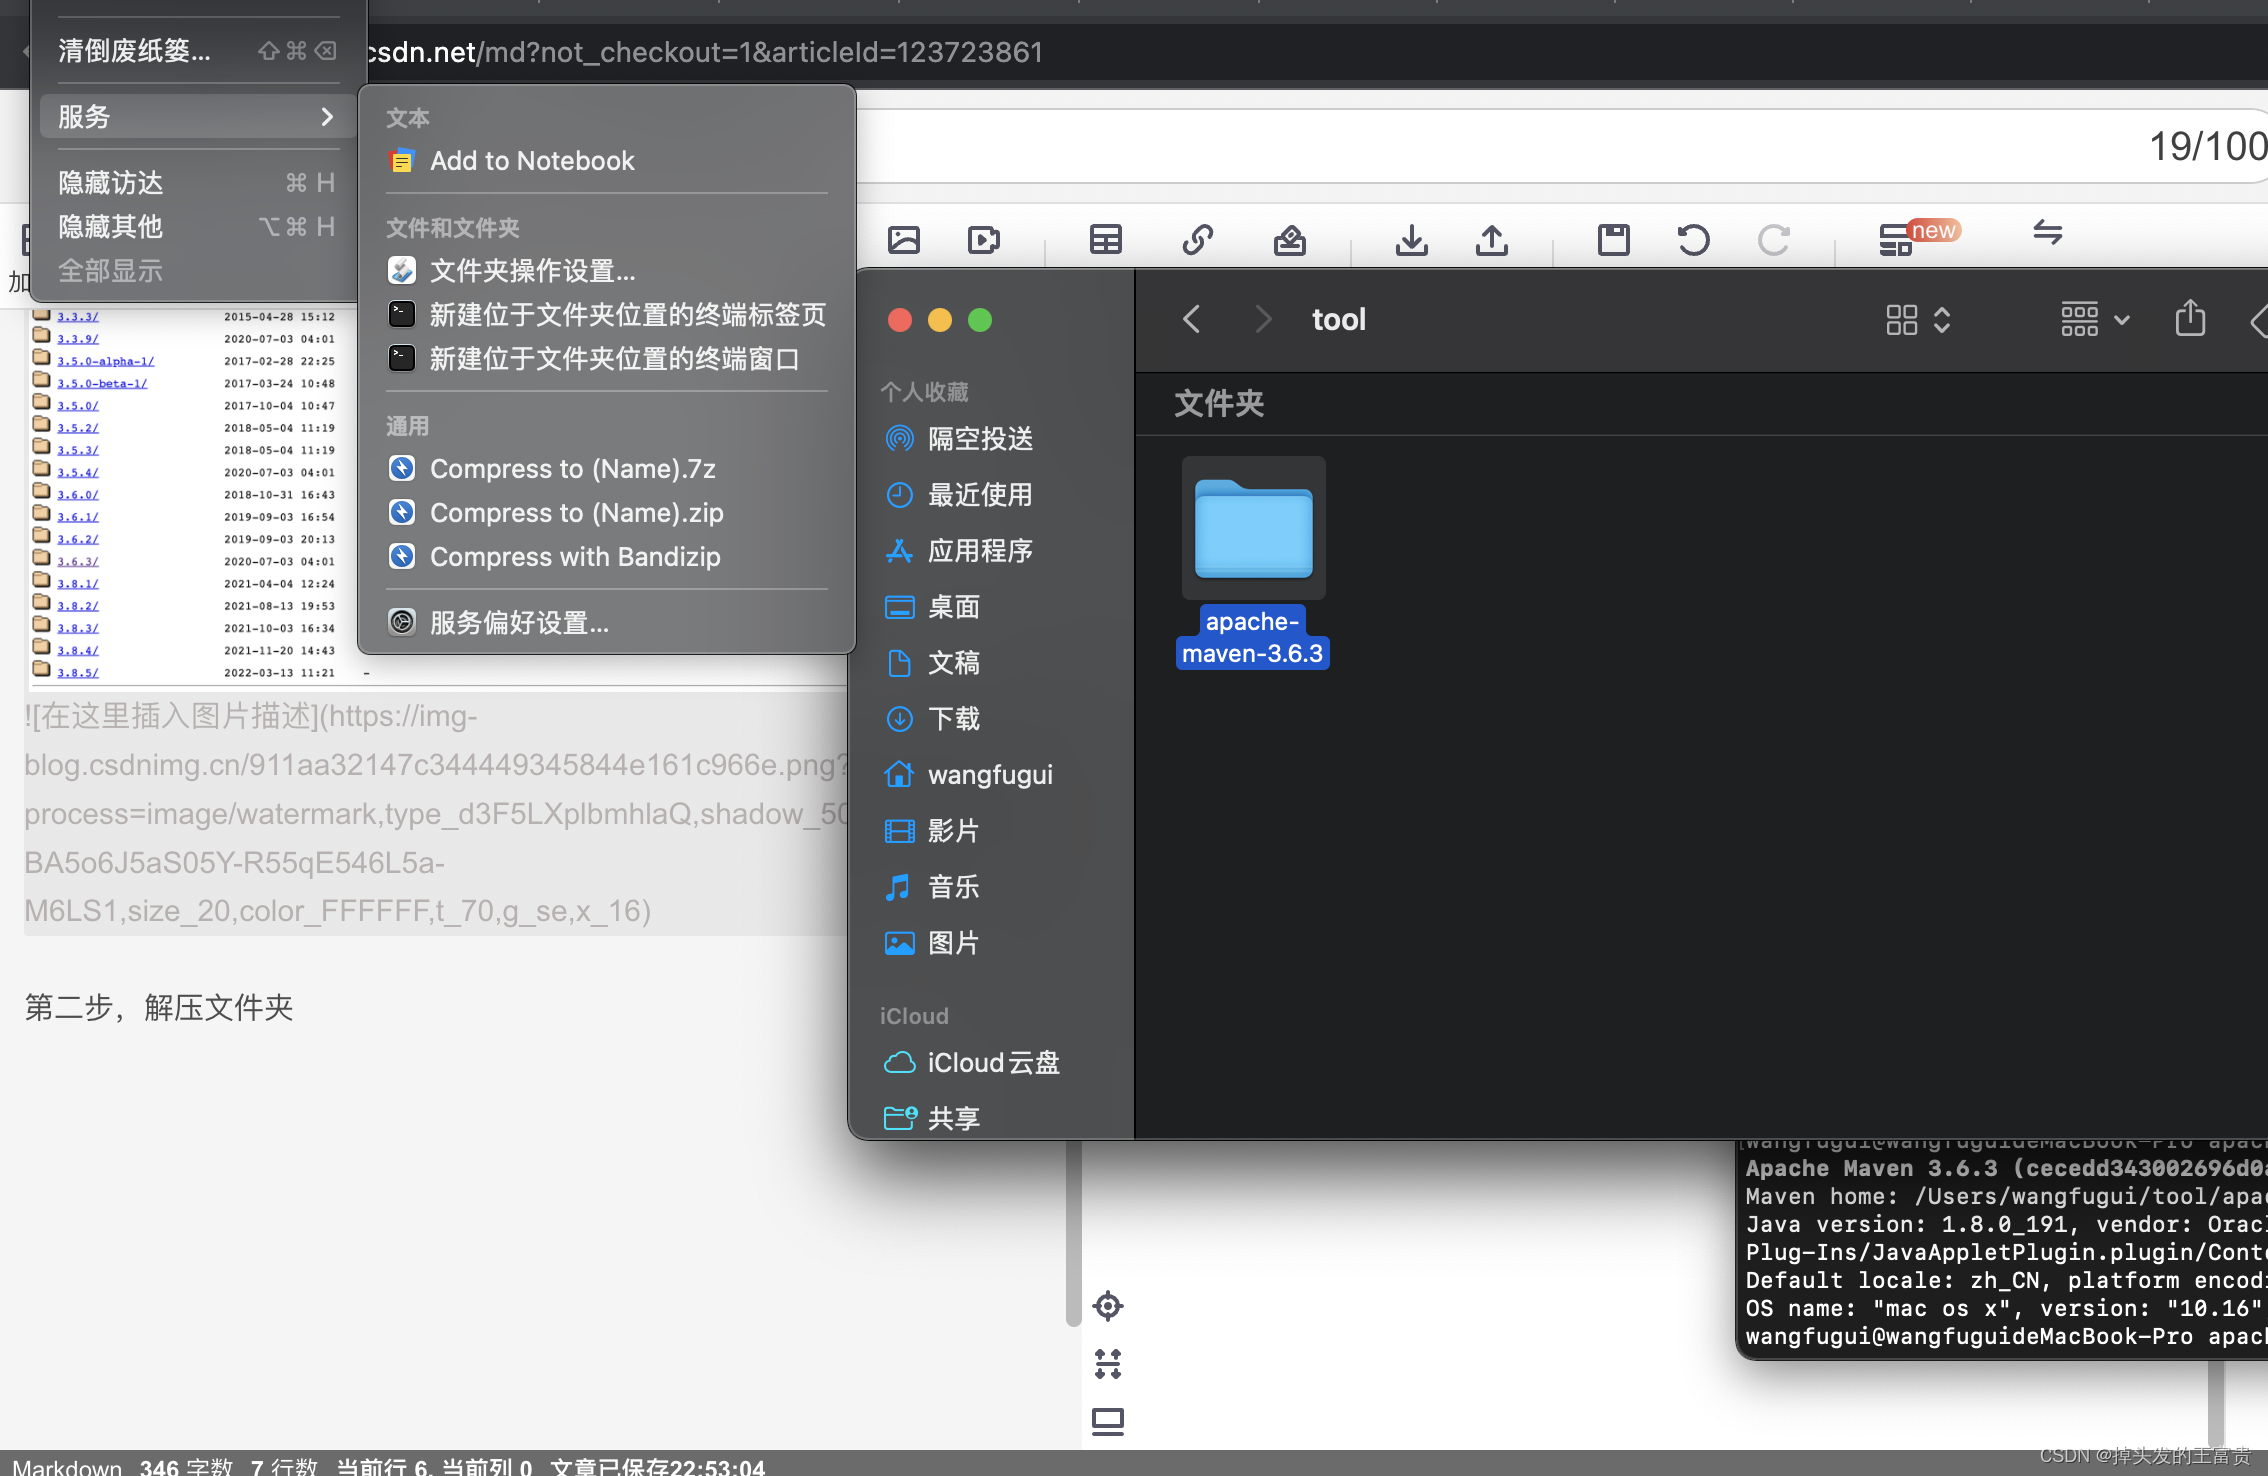 清倒废纸篓... ⇧⌘⌫
服务
隐藏访达 ⌘ H
隐藏其他 ⌥⌘ H
全部显示
csdn.net/md?not_checkout=1&articleId=123723861
19/100
文本
Add to Notebook
文件和文件夹
文件夹操作设置...
新建位于文件夹位置的终端标签页
新建位于文件夹位置的终端窗口
通用
Compress to (Name).7z
Compress to (Name).zip
Compress with Bandizip
服务偏好设置...
new
加
3.3.3/ 2015-04-28 15:12
3.3.9/ 2020-07-03 04:01
3.5.0-alpha-1/ 2017-02-28 22:25
3.5.0-beta-1/ 2017-03-24 10:48
3.5.0/ 2017-10-04 10:47
3.5.2/ 2018-05-04 11:19
3.5.3/ 2018-05-04 11:19
3.5.4/ 2020-07-03 04:01
3.6.0/ 2018-10-31 16:43
3.6.1/ 2019-09-03 16:54
3.6.2/ 2019-09-03 20:13
3.6.3/ 2020-07-03 04:01
3.8.1/ 2021-04-04 12:24
3.8.2/ 2021-08-13 19:53
3.8.3/ 2021-10-03 16:34
3.8.4/ 2021-11-20 14:43
3.8.5/ 2022-03-13 11:21 -
![在这里插入图片描述](https://img-
blog.csdnimg.cn/911aa32147c344449345844e161c966e.png?
process=image/watermark,type_d3F5LXplbmhlaQ,shadow_50
BA5o6J5aS05Y-R55qE546L5a-
M6LS1,size_20,color_FFFFFF,t_70,g_se,x_16)
第二步，解压文件夹
tool
个人收藏
隔空投送
最近使用
应用程序
桌面
文稿
下载
wangfugui
影片
音乐
图片
iCloud
iCloud云盘
共享
文件夹
apache-
maven-3.6.3
wangfugui@wangfuguideMacBook-Pro apac
Apache Maven 3.6.3 (cecedd343002696d0
Maven home: /Users/wangfugui/tool/apac
Java version: 1.8.0_191, vendor: Orac
Plug-Ins/JavaAppletPlugin.plugin/Cont
Default locale: zh_CN, platform encod
OS name: "mac os x", version: "10.16"
wangfugui@wangfuguideMacBook-Pro apac
Markdown 346 字数 7 行数 当前行 6, 当前列 0 文章已保存22:53:04
CSDN @掉头发的王富贵